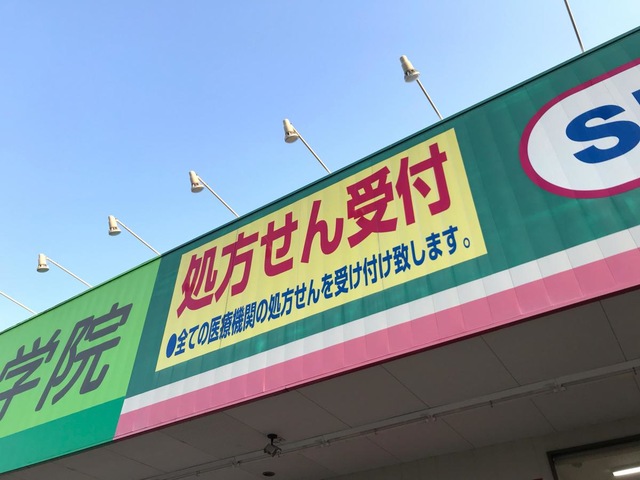 処方せん受付
●全ての医療機関の処方せんを受け付け致します。
学院
S